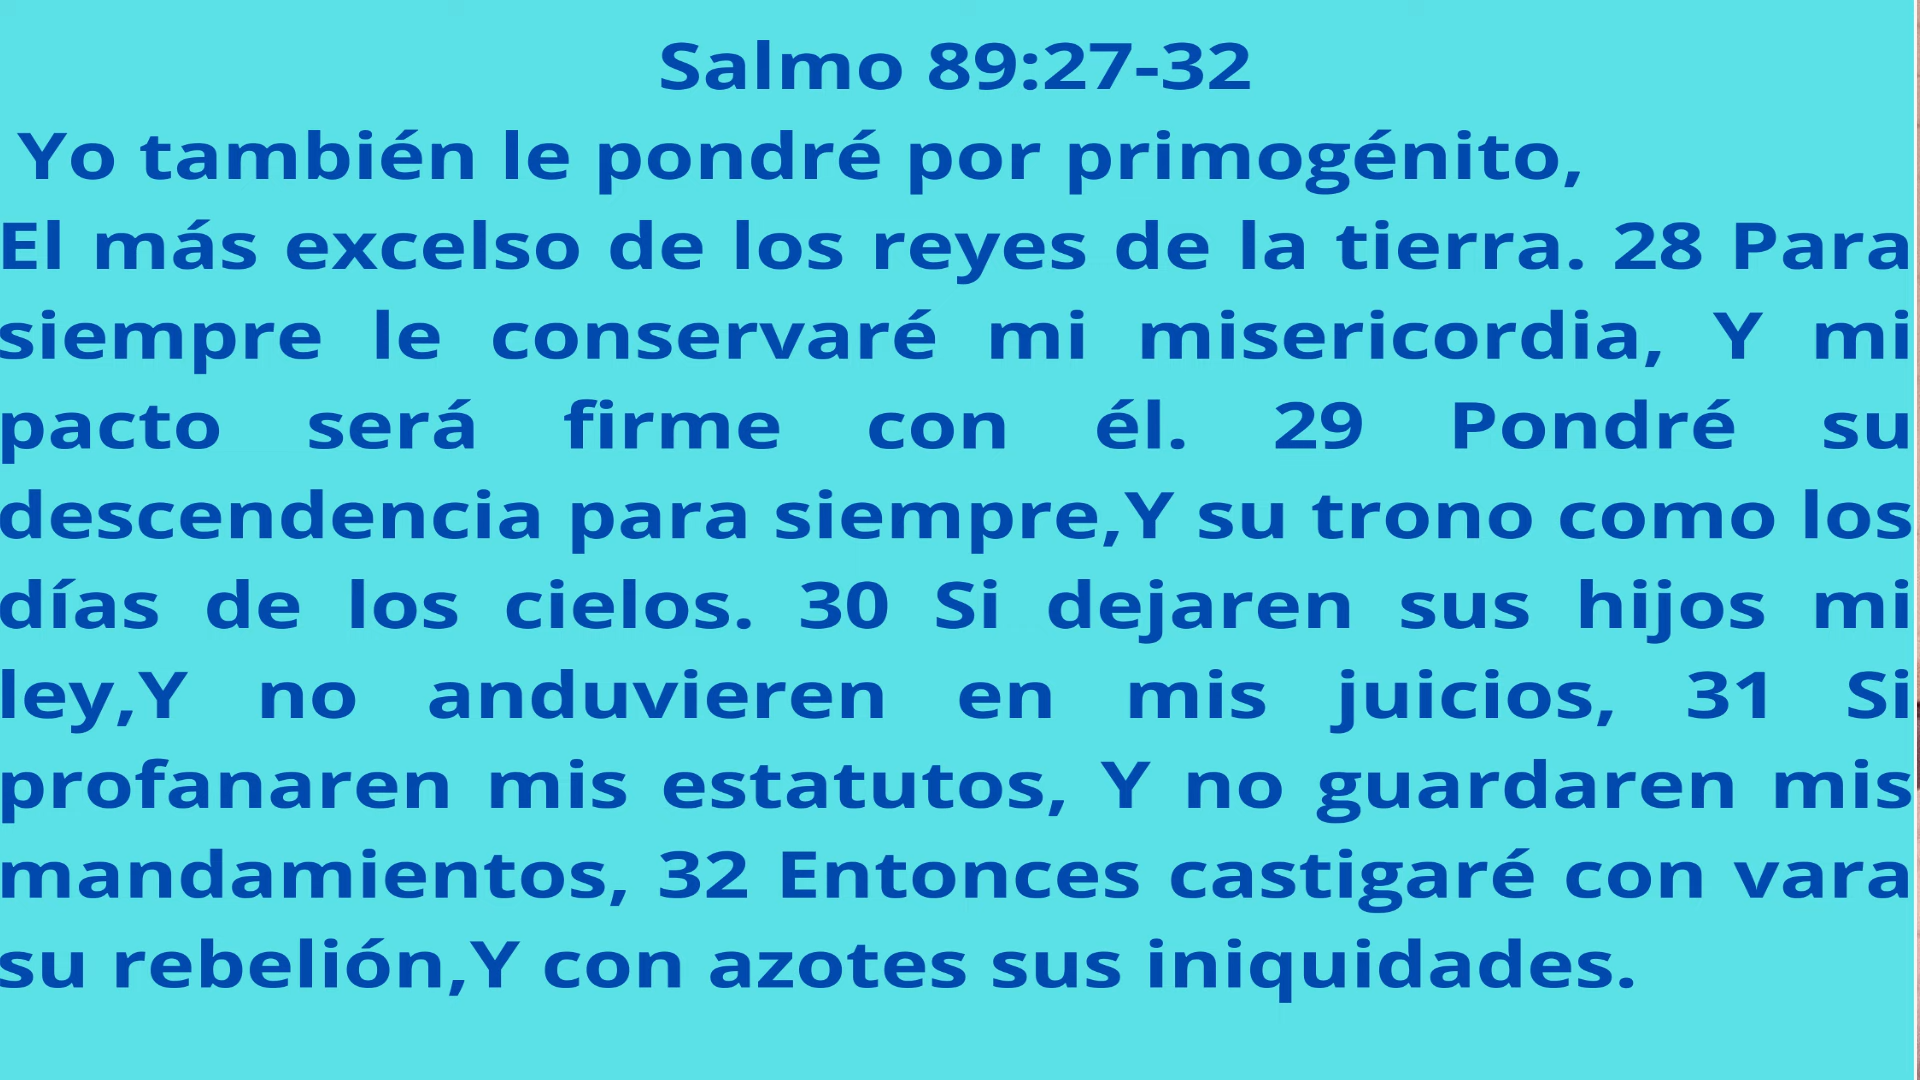 Salmo 89:27-32
Yo también le pondré por primogénito,
El más excelso de los reyes de la tierra. 28 Para
siempre le conservaré mi misericordia, Y mi
pacto será firme con él. 29 Pondré su
descendencia para siempre,Y su trono como los
días de los cielos. 30 Si dejaren sus hijos mi
ley,Y no anduvieren en mis juicios, 31 Si
profanaren mis estatutos, Y no guardaren mis
mandamientos, 32 Entonces castigaré con vara
su rebelión,Y con azotes sus iniquidades.